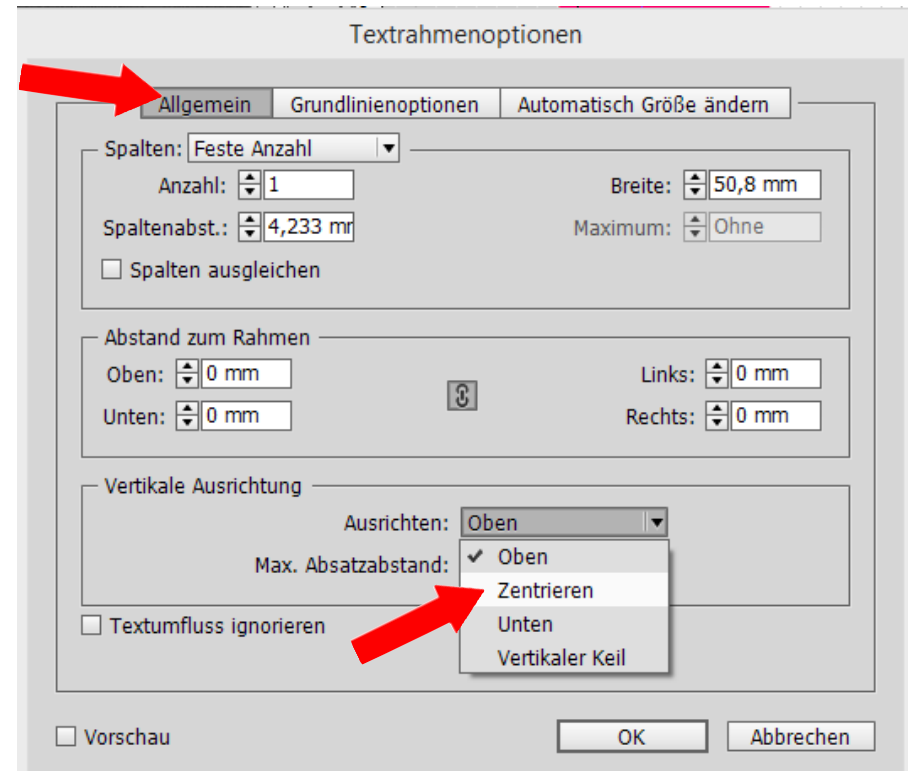 Textrahmenoptionen
Allgemein Grundlinienoptionen Automatisch Größe ändern
Spalten: Feste Anzahl
Anzahl: 1 Breite: 50,8 mm
Spaltenabst.: 4,233 mm Maximum: Ohne
Spalten ausgleichen
Abstand zum Rahmen
Oben: 0 mm Links: 0 mm
Unten: 0 mm Rechts: 0 mm
Vertikale Ausrichtung
Ausrichten: Oben
Max. Absatzabstand: Oben
Zentrieren
Textumfluss ignorieren Unten
Vertikaler Keil
Vorschau OK Abbrechen